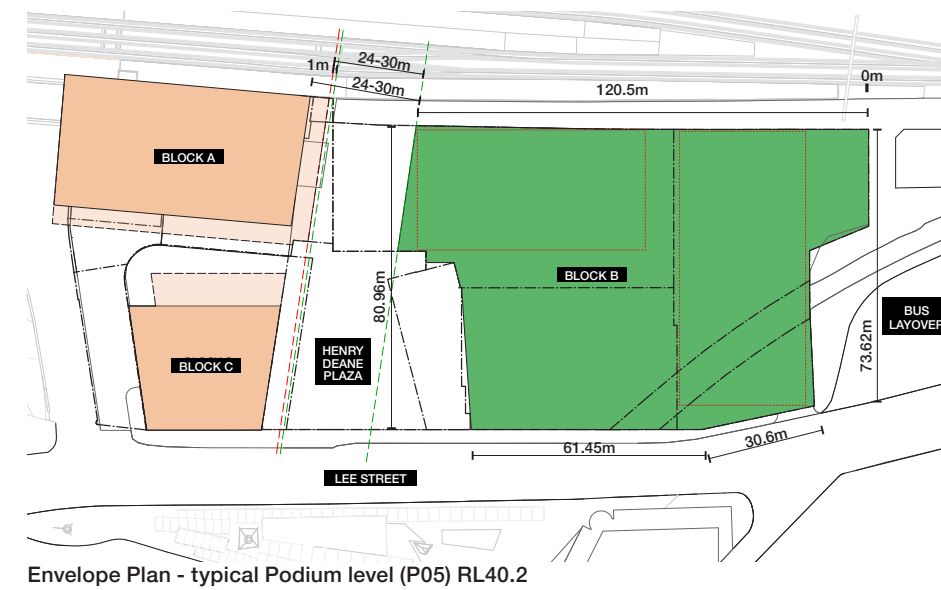 1m
24-30m
24-30m
0m
120.5m
BLOCK A
BLOCK B
80.96m
BUS
LAYOVER
73.62m
HENRY
DEANE
PLAZA
BLOCK C
61.45m
30.6m
LEE STREET
Envelope Plan - typical Podium level (P05) RL40.2